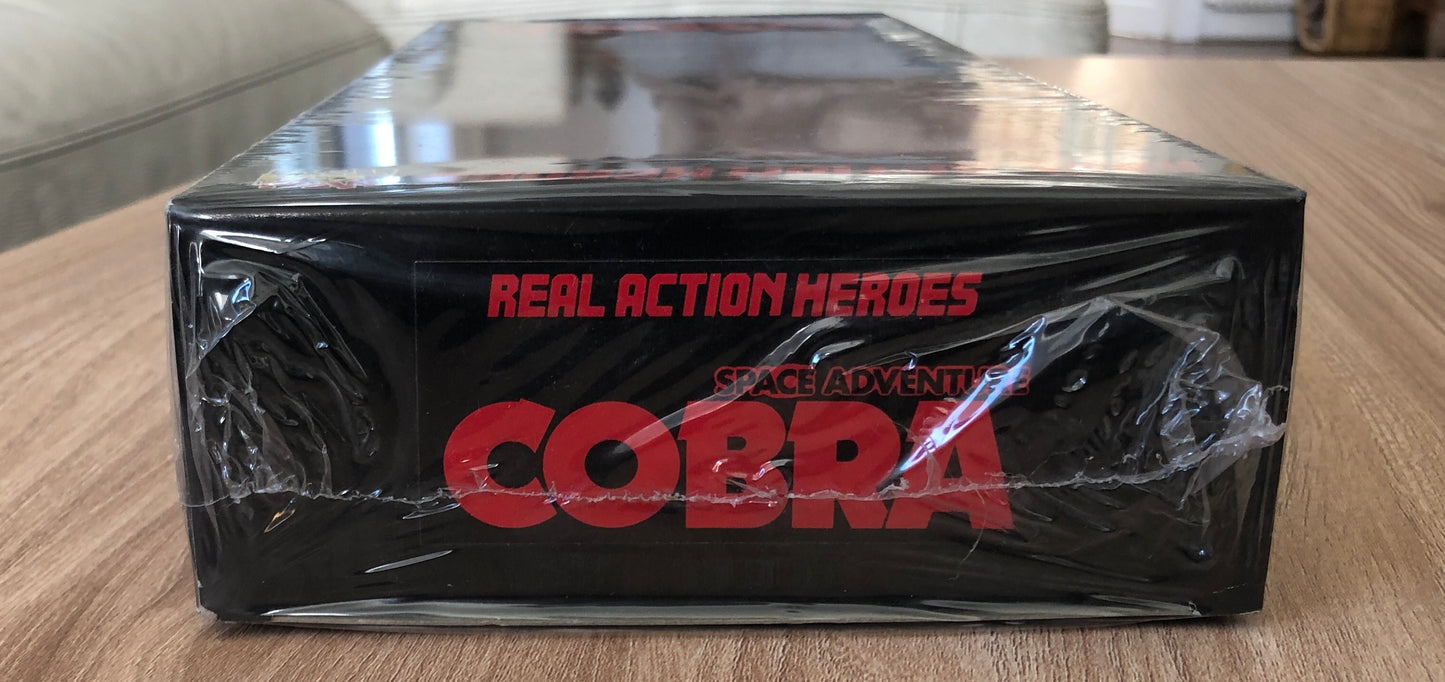 REAL ACTION HEROES
SPACE ADVENTURE
COBRA